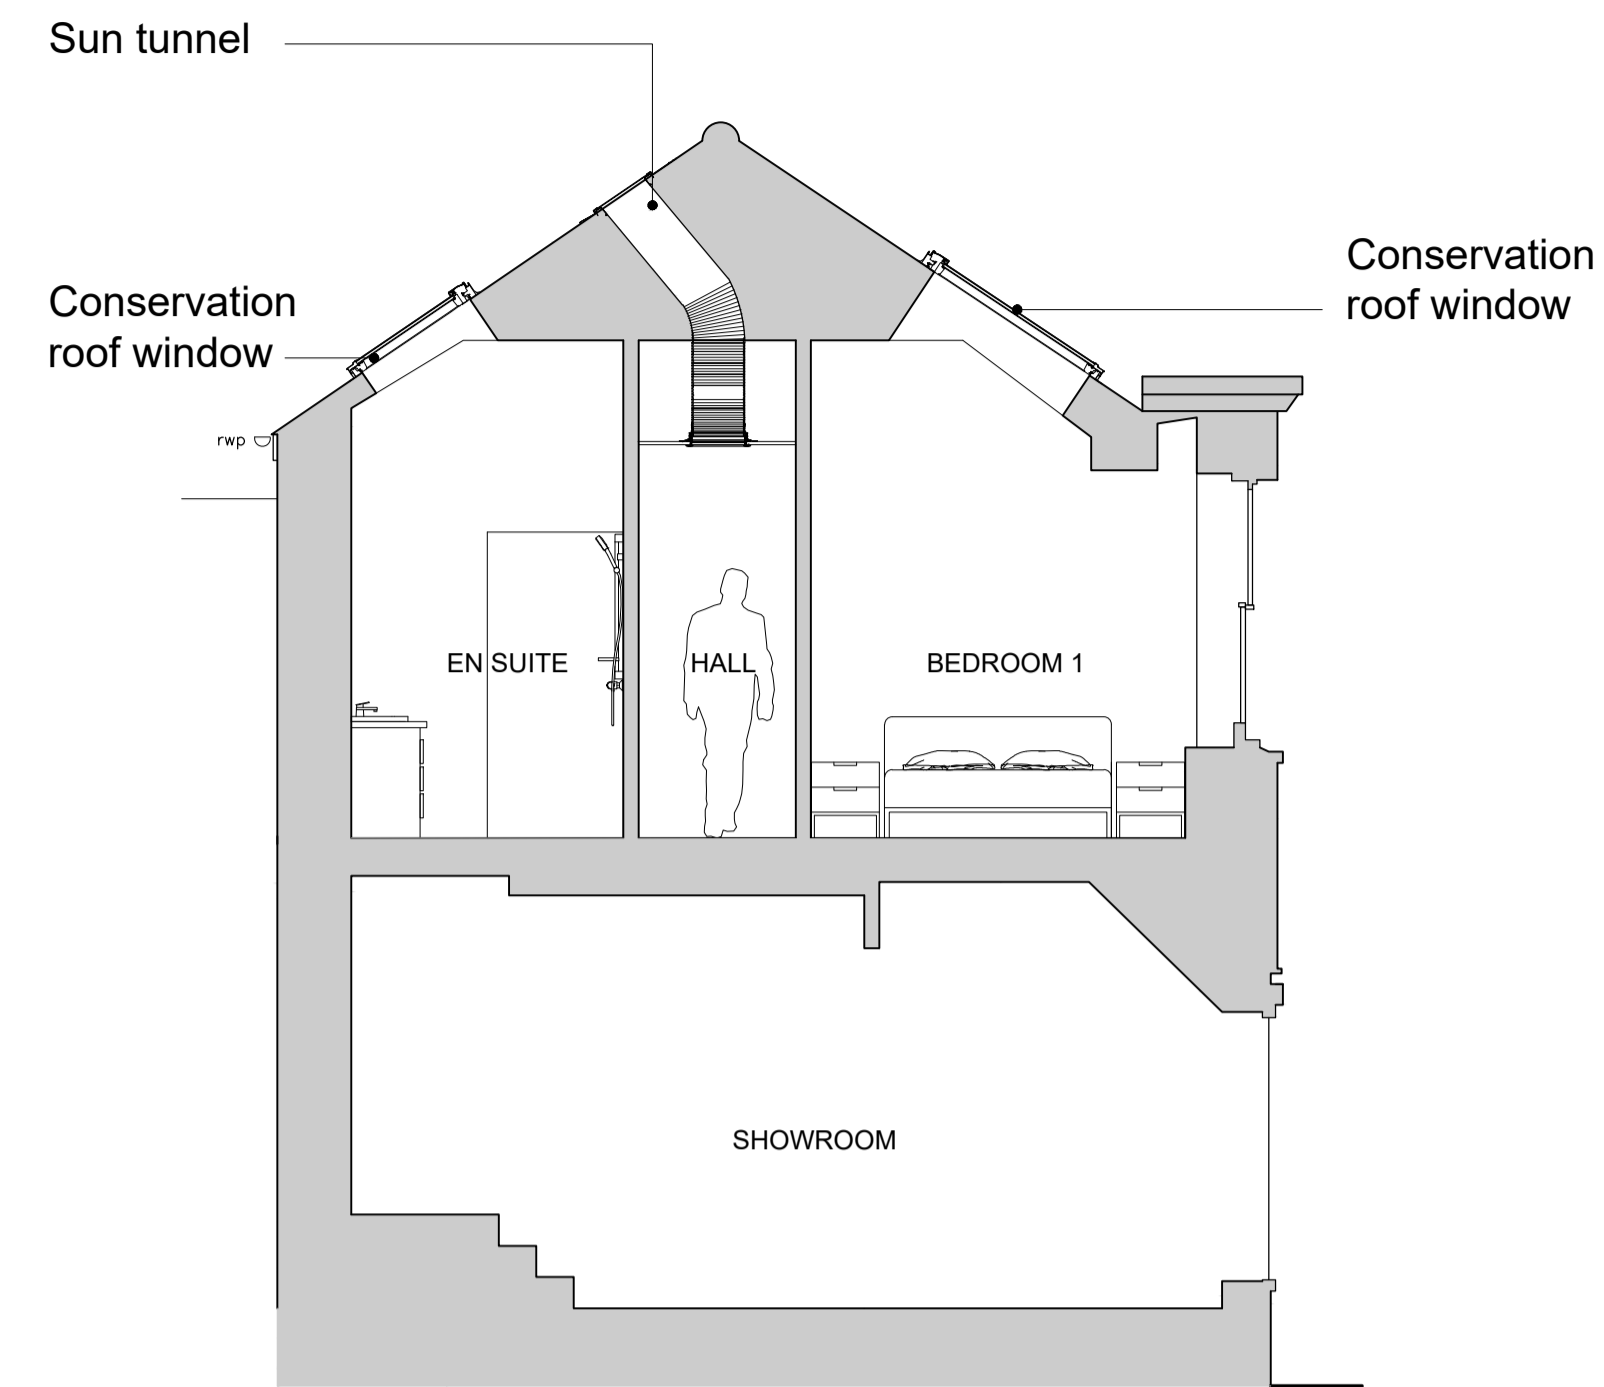 Sun tunnel
Conservation
roof window
Conservation
roof window
rwp
EN SUITE
HALL
BEDROOM 1
SHOWROOM